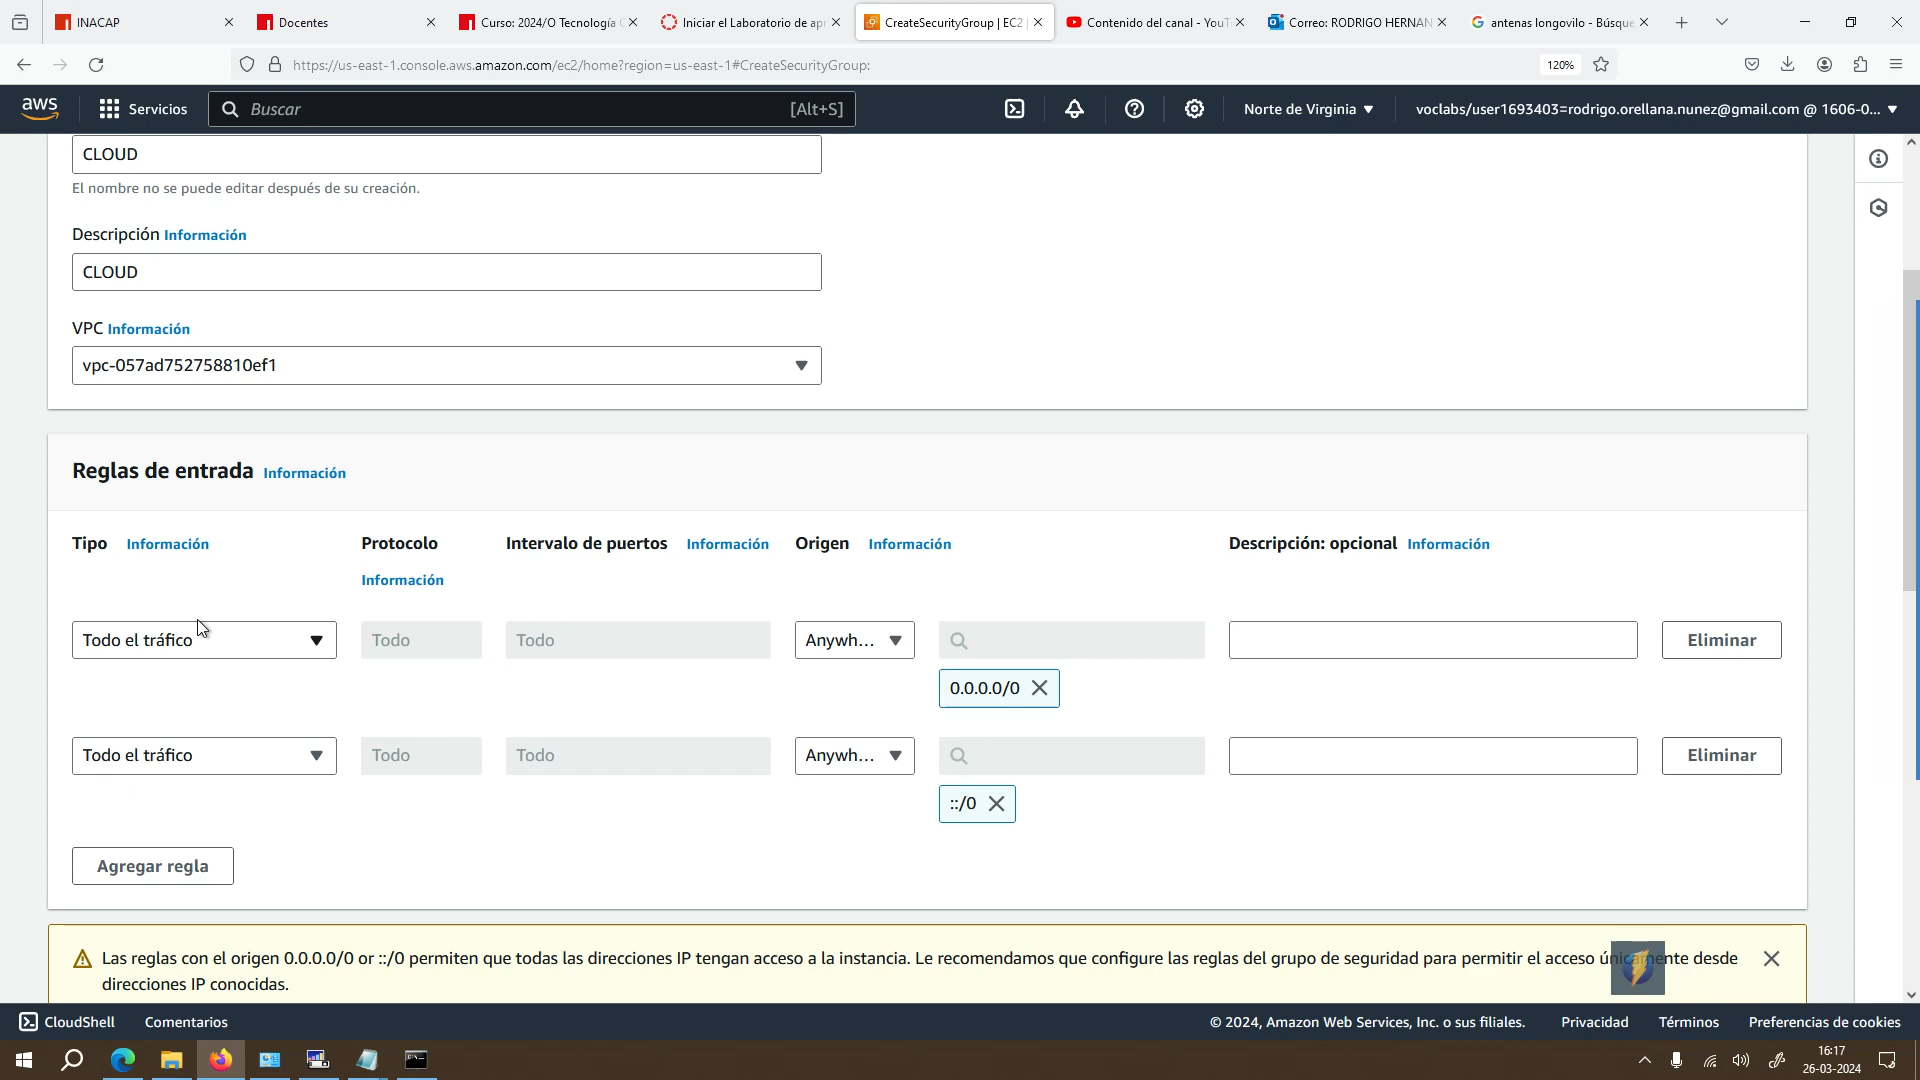 INACAP
Docentes
Curso: 2024/O Tecnología C
Iniciar el Laboratorio de apr
CreateSecurityGroup | EC2 |
Contenido del canal - YouT
Correo: RODRIGO HERNAN
antenas longovilo - Búsque
https://us-east-1.console.aws.amazon.com/ec2/home?region=us-east-1#CreateSecurityGroup:
120%
aws
Servicios
Buscar
[Alt+S]
Norte de Virginia
voclabs/user1693403=rodrigo.orellana.nunez@gmail.com @ 1606-0...
CLOUD
El nombre no se puede editar después de su creación.
Descripción Información
CLOUD
VPC Información
vpc-057ad752758810ef1
Reglas de entrada Información
Tipo Información Protocolo Intervalo de puertos Información Origen Información Descripción: opcional Información
Información
Todo el tráfico Todo Todo Anywh... Eliminar
0.0.0.0/0
Todo el tráfico Todo Todo Anywh... Eliminar
::/0
Agregar regla
Las reglas con el origen 0.0.0.0/0 or ::/0 permiten que todas las direcciones IP tengan acceso a la instancia. Le recomendamos que configure las reglas del grupo de seguridad para permitir el acceso únicamente desde
direcciones IP conocidas.
CloudShell Comentarios © 2024, Amazon Web Services, Inc. o sus filiales. Privacidad Términos Preferencias de cookies
16:17
26-03-2024